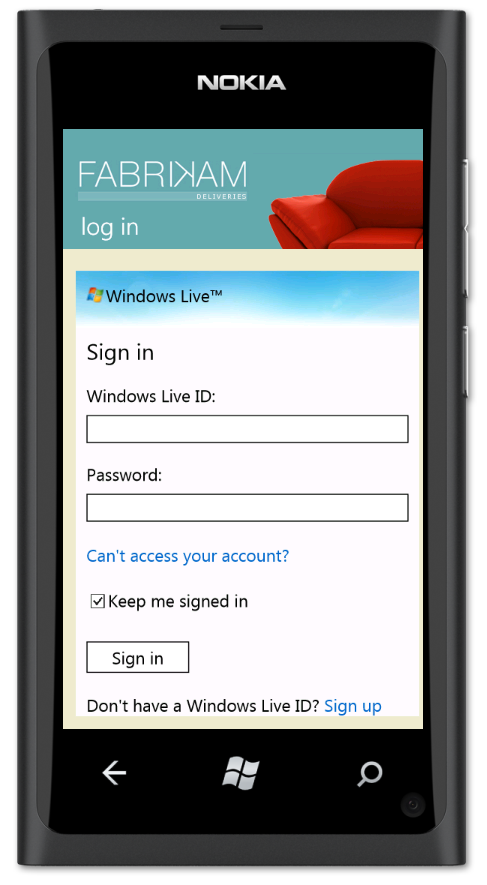 NOKIA
FABRIKAM
DELIVERIES
log in
Windows Live™
Sign in
Windows Live ID:
Password:
Can't access your account?
Keep me signed in
Sign in
Don't have a Windows Live ID? Sign up